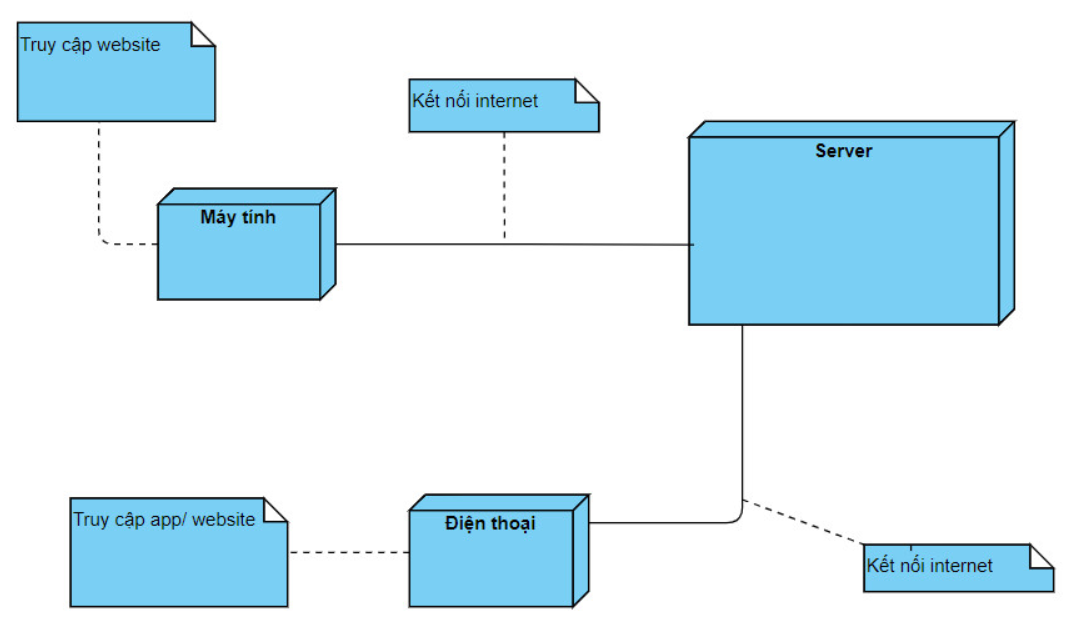 Truy cập website
Kết nối internet
Server
Máy tính
Truy cập app/ website
Điện thoại
Kết nối internet